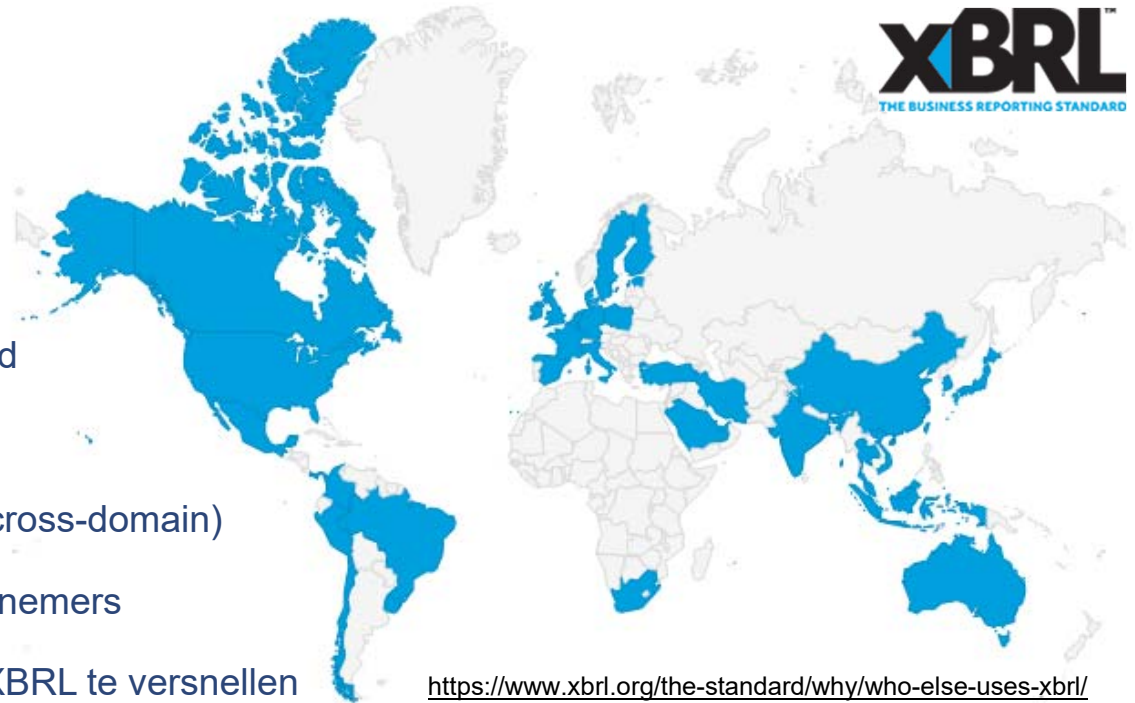 XBRL™
THE BUSINESS REPORTING STANDARD
d
cross-domain)
nemers
XBRL te versnellen
https://www.xbrl.org/the-standard/why/who-else-uses-xbrl/